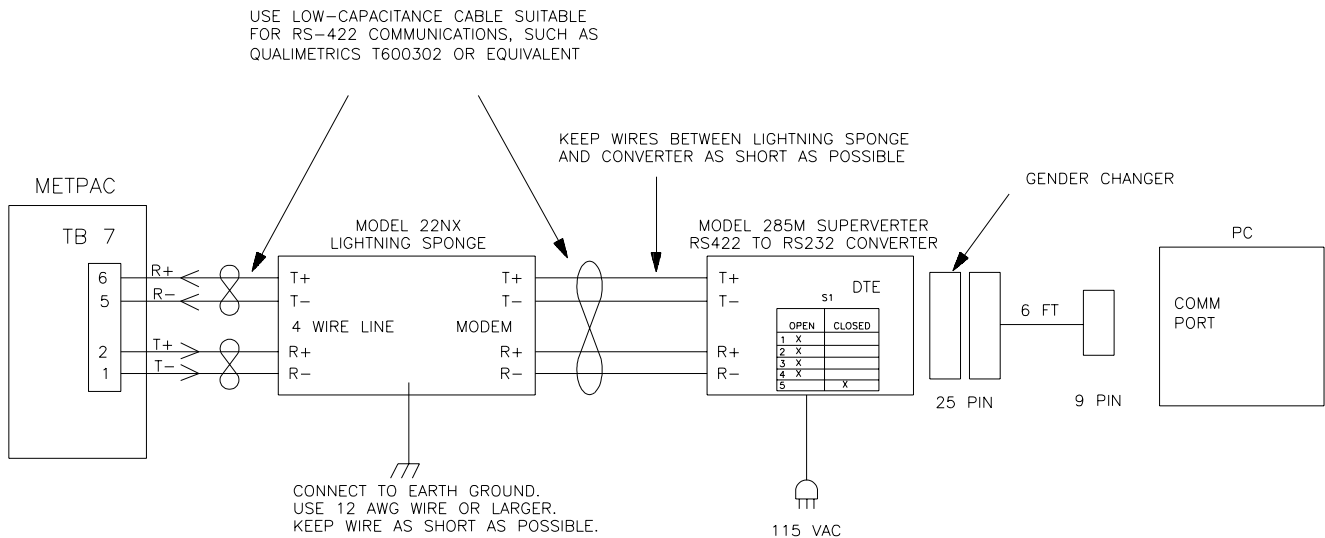 USE LOW-CAPACITANCE CABLE SUITABLE
FOR RS-422 COMMUNICATIONS, SUCH AS
QUALIMETRICS T600302 OR EQUIVALENT
KEEP WIRES BETWEEN LIGHTNING SPONGE
AND CONVERTER AS SHORT AS POSSIBLE
GENDER CHANGER
METPAC
TB 7
6
5
2
1
R+
R-
T+
T-
MODEL 22NX
LIGHTNING SPONGE
T+
T-
4 WIRE LINE
R+
R-
T+
T-
MODEM
R+
R-
MODEL 285M SUPERVERTER
RS422 TO RS232 CONVERTER
T+
T-
R+
R-
DTE
S1
OPEN CLOSED
1 X
2 X
3 X
4 X
5 X
25 PIN
6 FT
9 PIN
PC
COMM
PORT
CONNECT TO EARTH GROUND.
USE 12 AWG WIRE OR LARGER.
KEEP WIRE AS SHORT AS POSSIBLE.
115 VAC